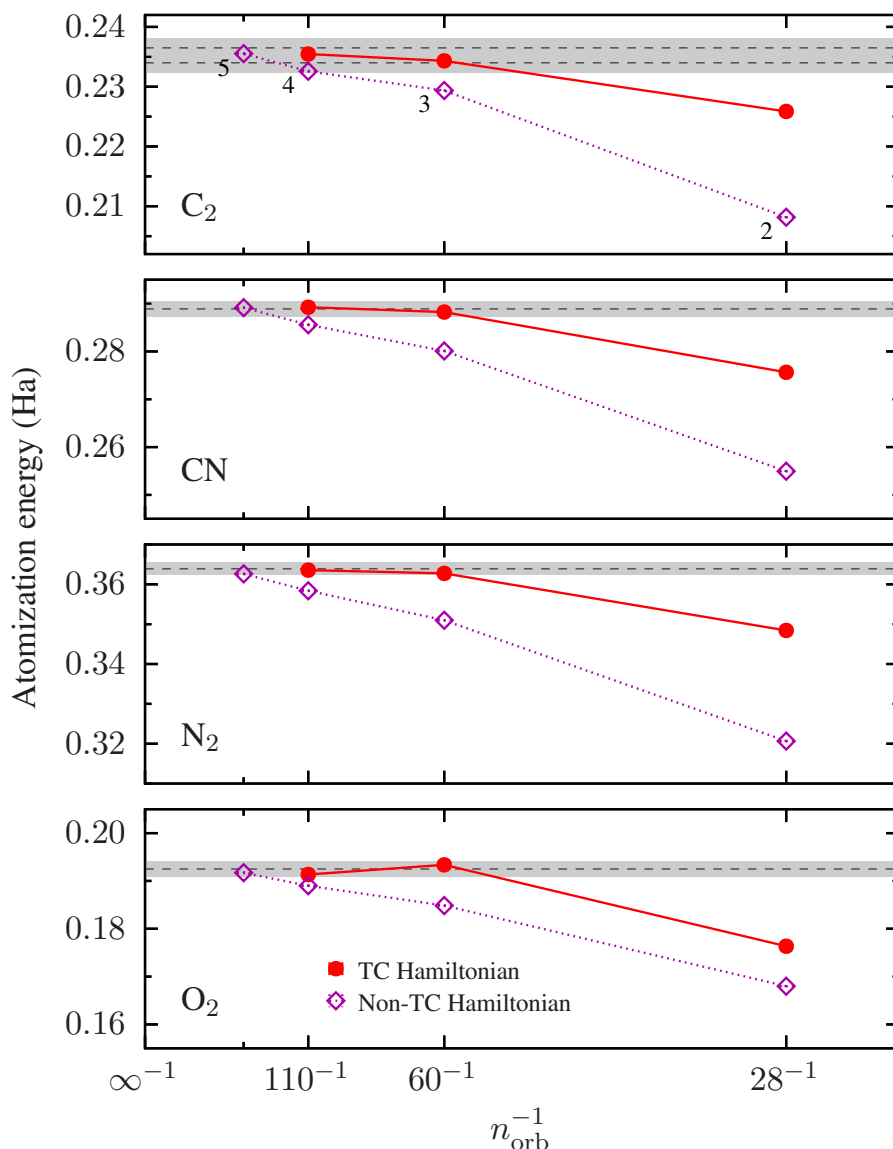 0.24
0.23
0.22
0.21
5
4
3
2
C₂
0.28
0.26
CN
Atomization energy (Ha)
0.36
0.34
0.32
N₂
0.20
0.18
0.16
TC Hamiltonian
Non-TC Hamiltonian
O₂
∞⁻¹ 110⁻¹ 60⁻¹ 28⁻¹
n_orb⁻¹